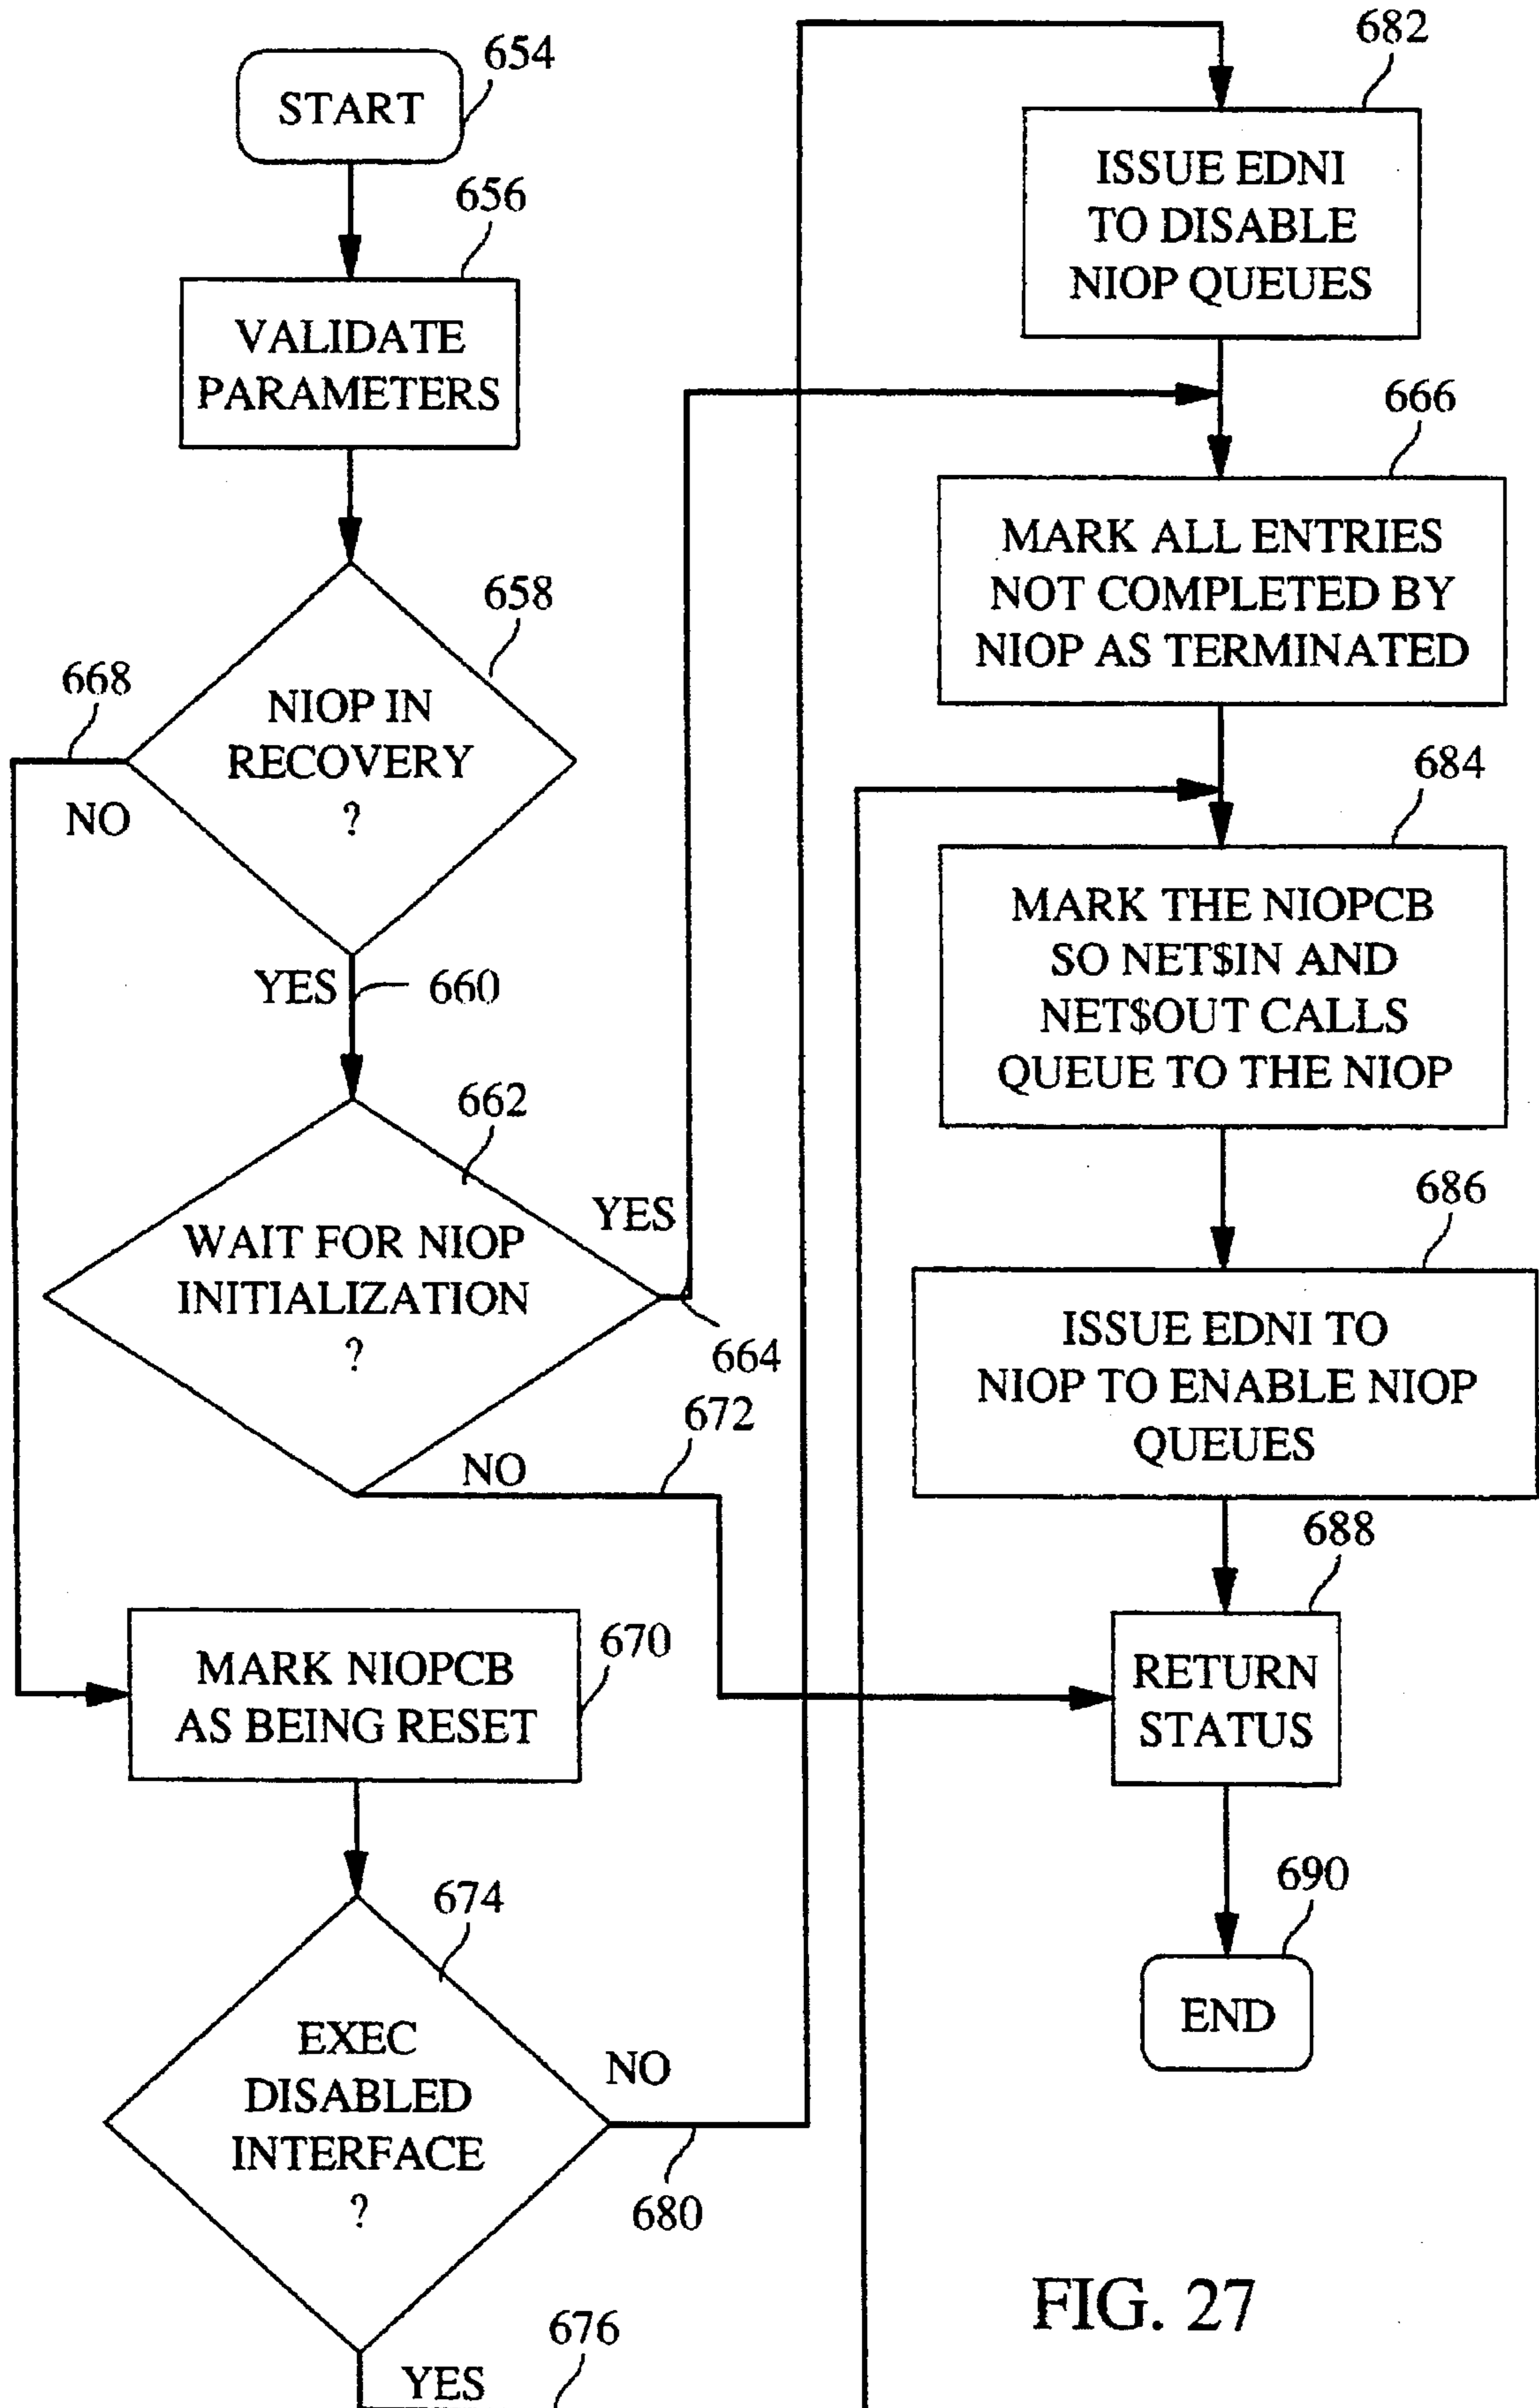 START
654
656
VALIDATE
PARAMETERS
658
668
NIOP IN
RECOVERY
?
NO
YES
660
662
WAIT FOR NIOP
INITIALIZATION
?
YES
664
672
NO
670
MARK NIOPCB
AS BEING RESET
674
EXEC
DISABLED
INTERFACE
?
NO
680
676
YES
682
ISSUE EDNI
TO DISABLE
NIOP QUEUES
666
MARK ALL ENTRIES
NOT COMPLETED BY
NIOP AS TERMINATED
684
MARK THE NIOPCB
SO NET$IN AND
NET$OUT CALLS
QUEUE TO THE NIOP
686
ISSUE EDNI TO
NIOP TO ENABLE NIOP
QUEUES
688
RETURN
STATUS
690
END
FIG. 27